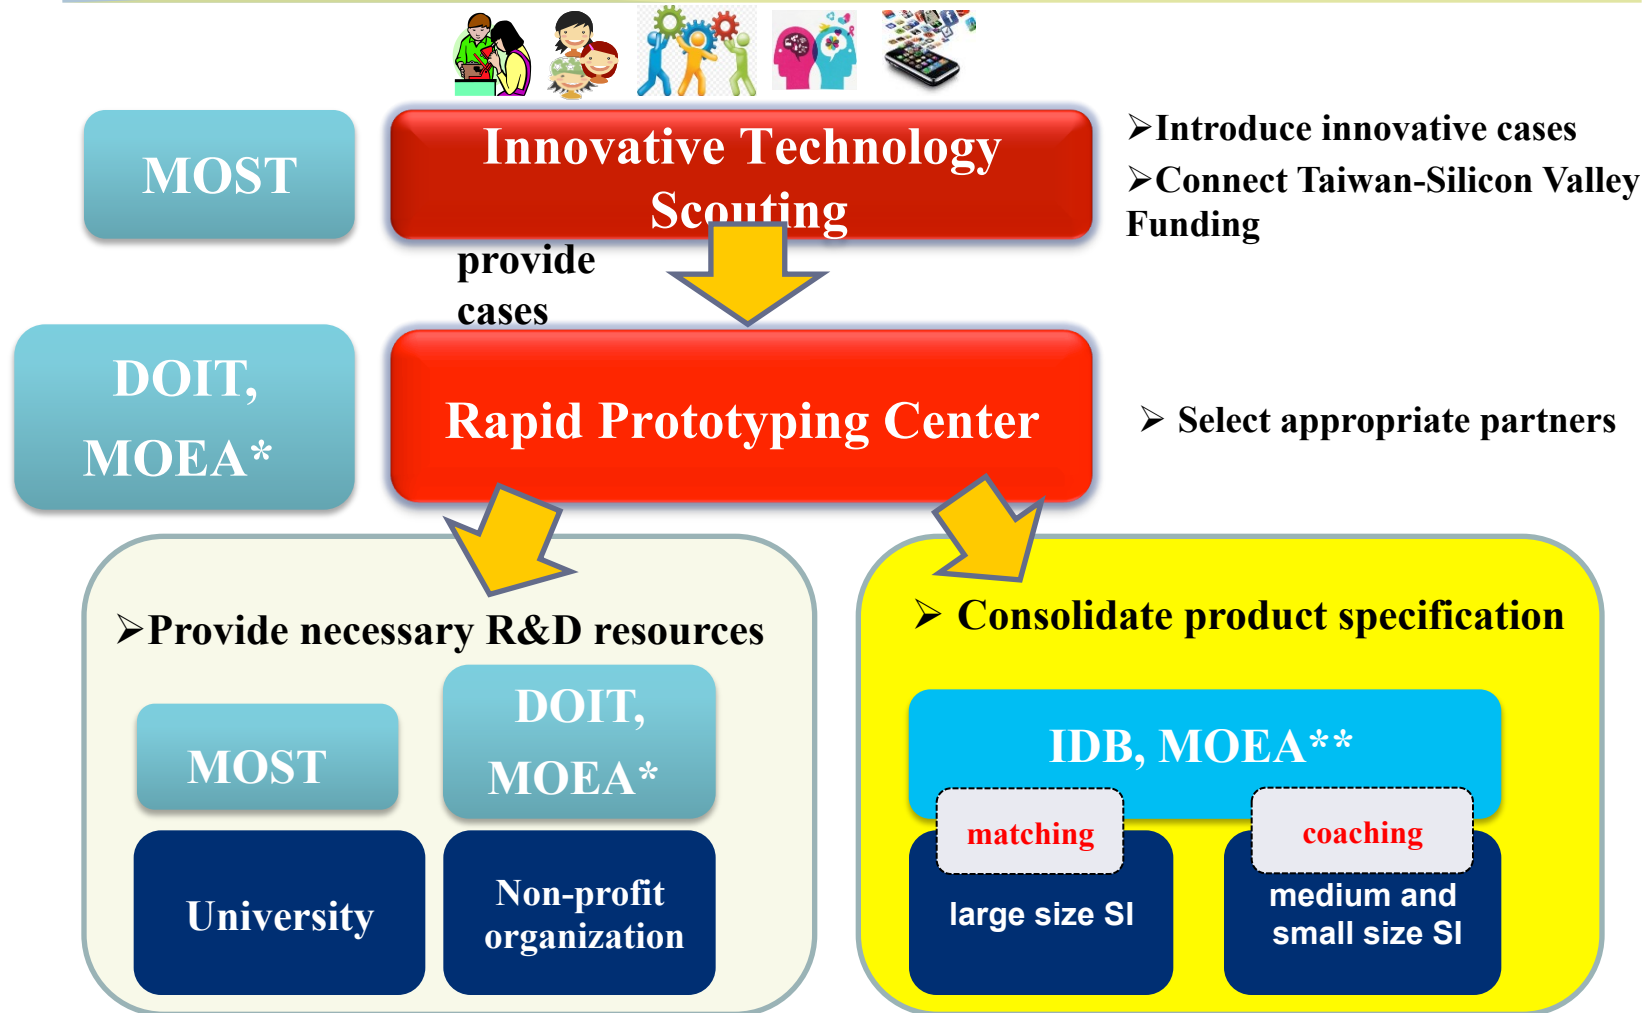 MOST
Innovative Technology
Scouting
➢Introduce innovative cases
➢Connect Taiwan-Silicon Valley
Funding
provide
cases
DOIT,
MOEA*
Rapid Prototyping Center
➢ Select appropriate partners
➢Provide necessary R&D resources
MOST
DOIT,
MOEA*
University
Non-profit
organization
➢ Consolidate product specification
IDB, MOEA**
matching
coaching
large size SI
medium and
small size SI